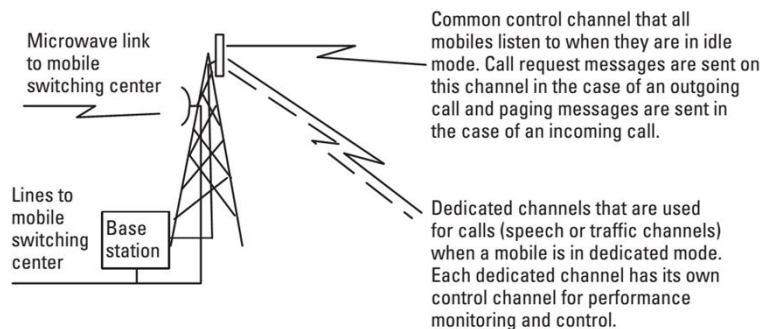 Microwave link
to mobile
switching center
Common control channel that all
mobiles listen to when they are in idle
mode. Call request messages are sent on
this channel in the case of an outgoing
call and paging messages are sent in
the case of an incoming call.
Lines to
mobile
switching
center
Base
station
Dedicated channels that are used
for calls (speech or traffic channels)
when a mobile is in dedicated mode.
Each dedicated channel has its own
control channel for performance
monitoring and control.